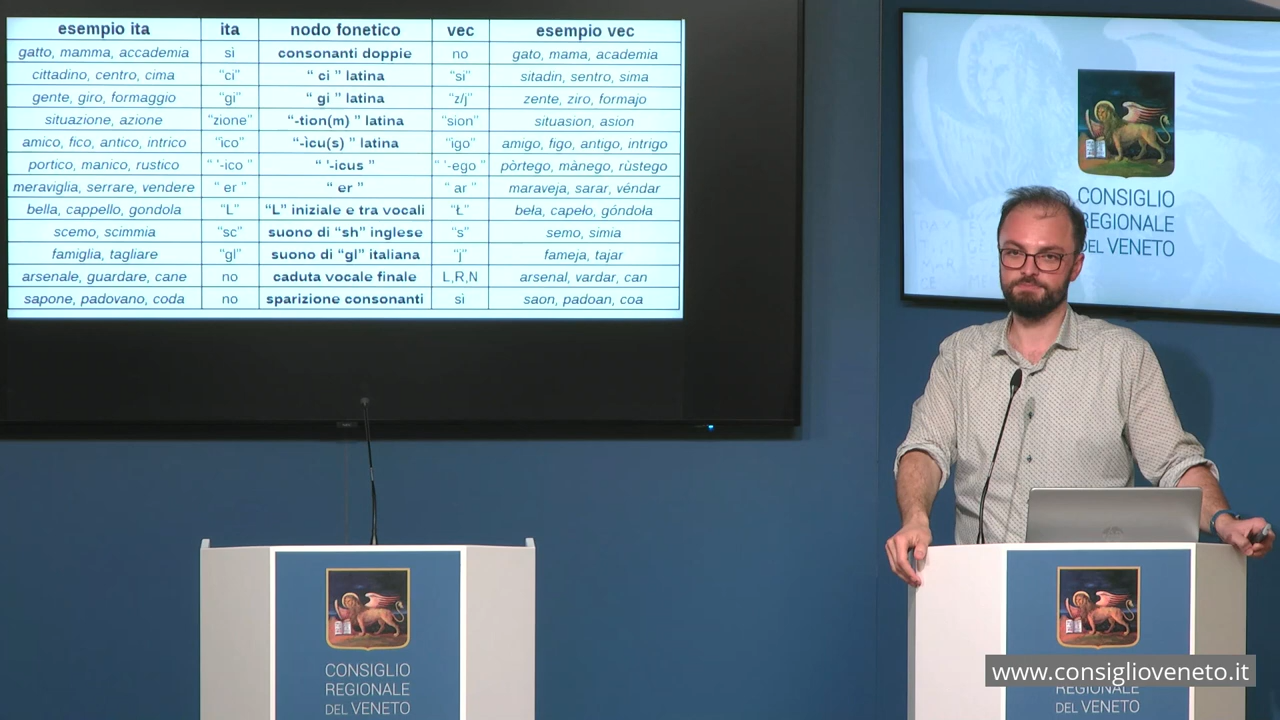 esempio ita ita nodo fonetico vec esempio vec
gatto, mamma, accademia sì consonanti doppie no gato, mama, academia
cittadino, centro, cima "ci" " ci " latina "si" sitadin, sentro, sima
gente, giro, formaggio "gi" " gi " latina "z/j" zente, ziro, formajo
situazione, azione "zione" "-tion(m) " latina "sion" situasion, asion
amico, fico, antico, intrico "ìco" "-ìcu(s) " latina "ìgo" amigo, figo, antigo, intrigo
portico, manico, rustico " '-ico " " '-icus " " '-ego " pòrtego, mànego, rùstego
meraviglia, serrare, vendere " er " " er " " ar " maraveja, sarar, véndar
bella, cappello, gondola "L" "L" iniziale e tra vocali "Ł" beła, capeło, góndoła
scemo, scimmia "sc" suono di "sh" inglese "s" semo, simia
famiglia, tagliare "gl" suono di "gl" italiana "j" fameja, tajar
arsenale, guardare, cane no caduta vocale finale L,R,N arsenal, vardar, can
sapone, padovano, coda no sparizione consonanti sì saon, padoan, coa
CONSIGLIO
REGIONALE
DEL VENETO
CONSIGLIO
REGIONALE
DEL VENETO
www.consiglioveneto.it
REGIONALE
DEL VENETO